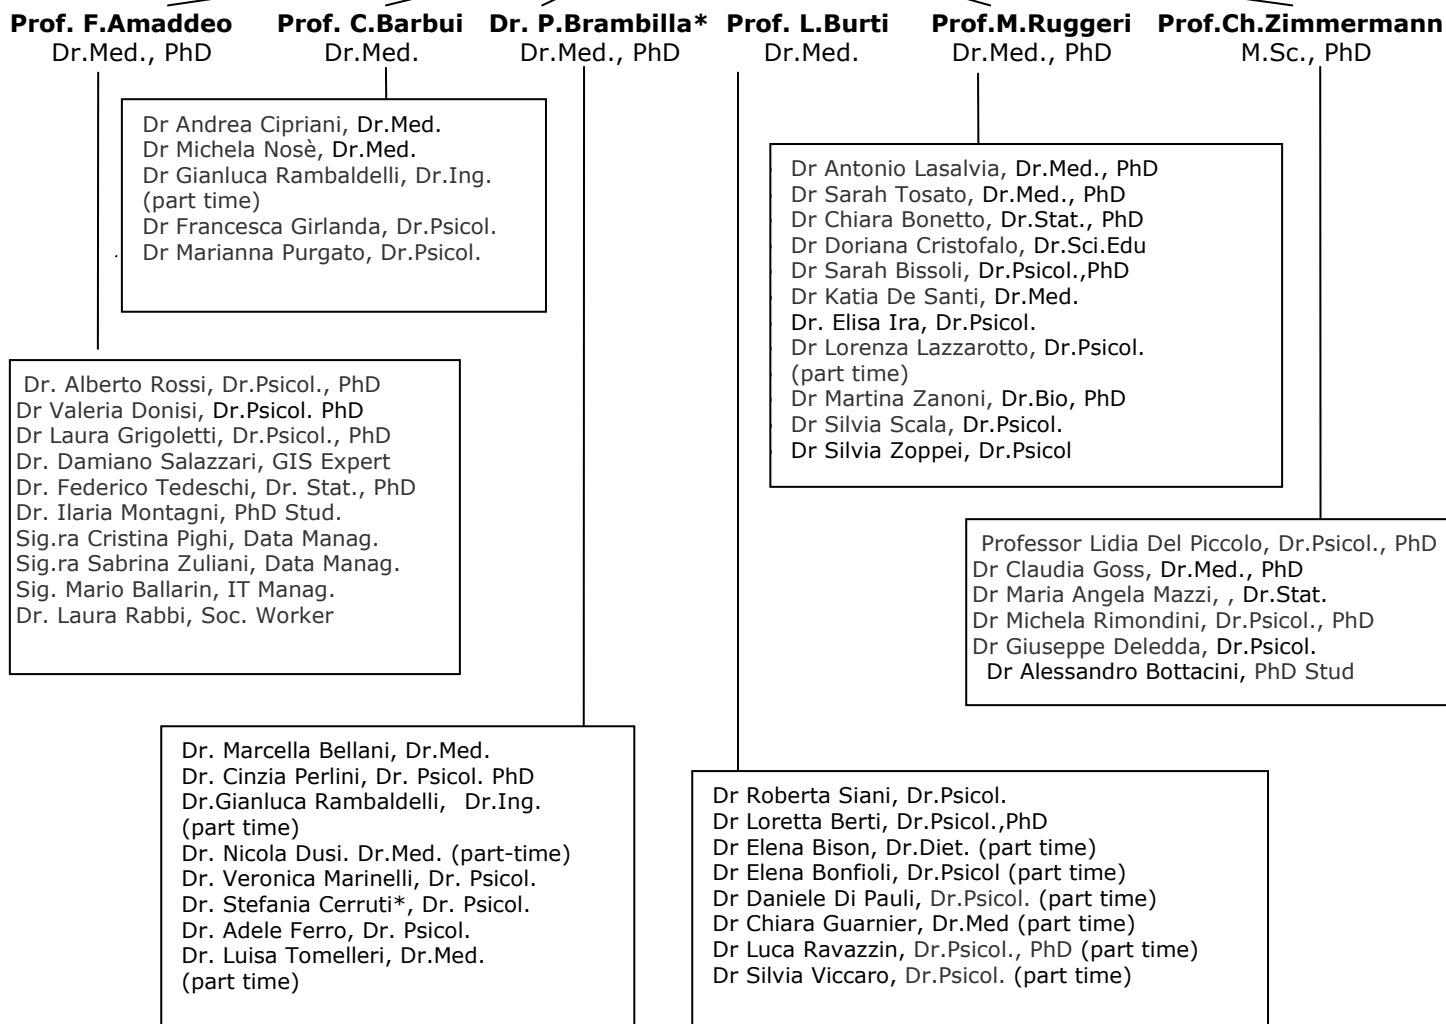 Prof. F.Amaddeo
Dr.Med., PhD
Prof. C.Barbui
Dr.Med.
Dr. P.Brambilla*
Dr.Med., PhD
Prof. L.Burti
Dr.Med.
Prof.M.Ruggeri
Dr.Med., PhD
Prof.Ch.Zimmermann
M.Sc., PhD
Dr Andrea Cipriani, Dr.Med.
Dr Michela Nosè, Dr.Med.
Dr Gianluca Rambaldelli, Dr.Ing.
(part time)
Dr Francesca Girlanda, Dr.Psicol.
Dr Marianna Purgato, Dr.Psicol.
Dr Antonio Lasalvia, Dr.Med., PhD
Dr Sarah Tosato, Dr.Med., PhD
Dr Chiara Bonetto, Dr.Stat., PhD
Dr Doriana Cristofalo, Dr.Sci.Edu
Dr Sarah Bissoli, Dr.Psicol.,PhD
Dr Katia De Santi, Dr.Med.
Dr. Elisa Ira, Dr.Psicol.
Dr Lorenza Lazzarotto, Dr.Psicol.
(part time)
Dr Martina Zanoni, Dr.Bio, PhD
Dr Silvia Scala, Dr.Psicol.
Dr Silvia Zoppei, Dr.Psicol
Dr. Alberto Rossi, Dr.Psicol., PhD
Dr Valeria Donisi, Dr.Psicol. PhD
Dr Laura Grigoletti, Dr.Psicol., PhD
Dr. Damiano Salazzari, GIS Expert
Dr. Federico Tedeschi, Dr. Stat., PhD
Dr. Ilaria Montagni, PhD Stud.
Sig.ra Cristina Pighi, Data Manag.
Sig.ra Sabrina Zuliani, Data Manag.
Sig. Mario Ballarin, IT Manag.
Dr. Laura Rabbi, Soc. Worker
Professor Lidia Del Piccolo, Dr.Psicol., PhD
Dr Claudia Goss, Dr.Med., PhD
Dr Maria Angela Mazzi, , Dr.Stat.
Dr Michela Rimondini, Dr.Psicol., PhD
Dr Giuseppe Deledda, Dr.Psicol.
Dr Alessandro Bottacini, PhD Stud
Dr. Marcella Bellani, Dr.Med.
Dr. Cinzia Perlini, Dr. Psicol. PhD
Dr.Gianluca Rambaldelli, Dr.Ing.
(part time)
Dr. Nicola Dusi. Dr.Med. (part-time)
Dr. Veronica Marinelli, Dr. Psicol.
Dr. Stefania Cerruti*, Dr. Psicol.
Dr. Adele Ferro, Dr. Psicol.
Dr. Luisa Tomelleri, Dr.Med.
(part time)
Dr Roberta Siani, Dr.Psicol.
Dr Loretta Berti, Dr.Psicol.,PhD
Dr Elena Bison, Dr.Diet. (part time)
Dr Elena Bonfioli, Dr.Psicol (part time)
Dr Daniele Di Pauli, Dr.Psicol. (part time)
Dr Chiara Guarnier, Dr.Med (part time)
Dr Luca Ravazzin, Dr.Psicol., PhD (part time)
Dr Silvia Viccaro, Dr.Psicol. (part time)